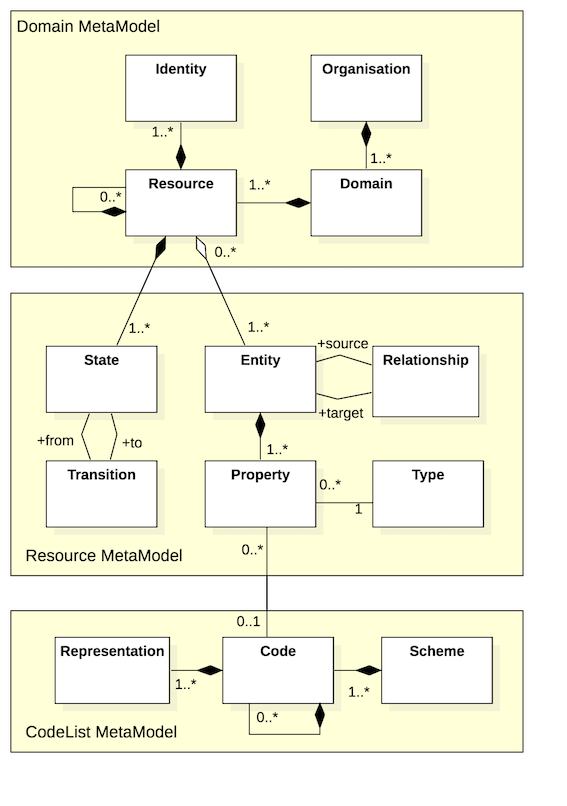 Domain MetaModel
Identity
Organisation
1..*
1..*
Resource
Domain
0..*
1..*
0..*
1..*
1..*
State
Entity
+source
Relationship
+target
+from
+to
1..*
Transition
Property
Type
0..*
1
0..*
Resource MetaModel
0..1
Representation
Code
Scheme
1..*
1..*
0..*
CodeList MetaModel